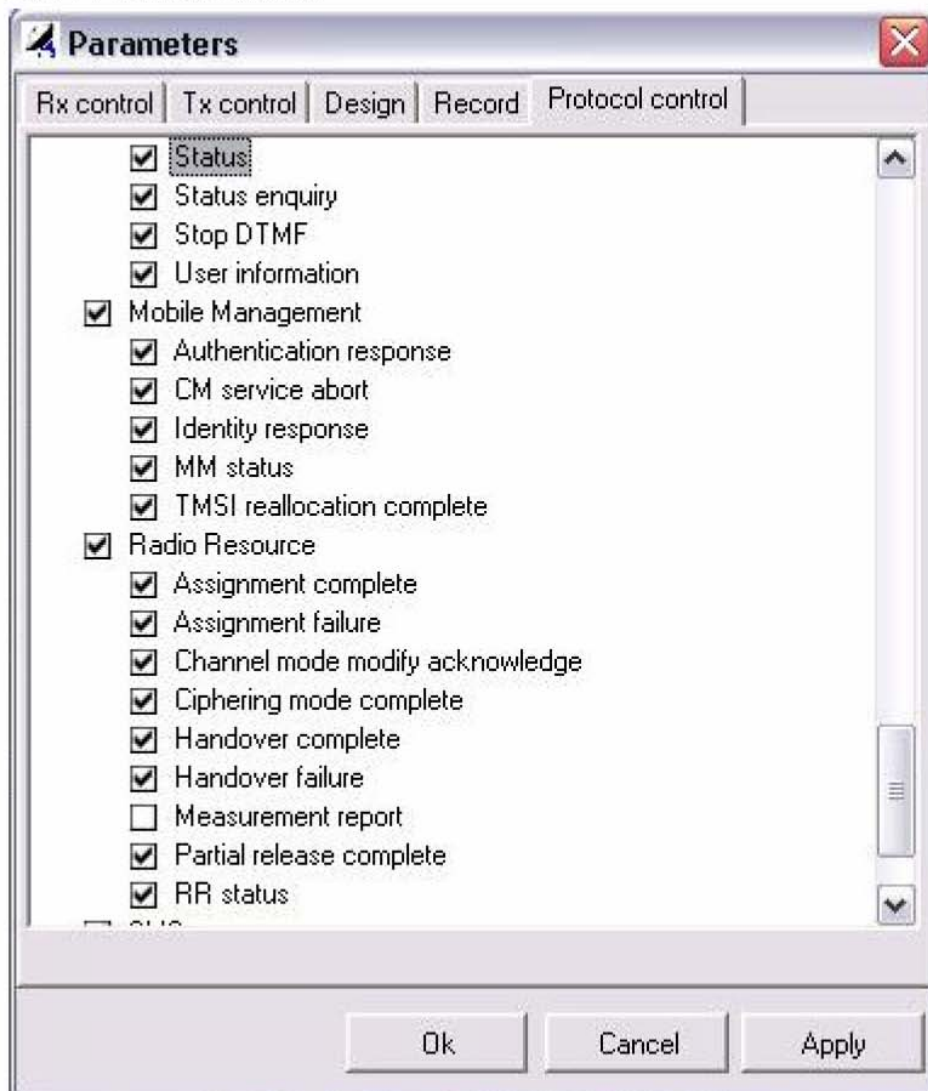 Parameters
Rx control Tx control Design Record Protocol control
Status
Status enquiry
Stop DTMF
User information
Mobile Management
Authentication response
CM service abort
Identity response
MM status
TMSI reallocation complete
Radio Resource
Assignment complete
Assignment failure
Channel mode modify acknowledge
Ciphering mode complete
Handover complete
Handover failure
Measurement report
Partial release complete
RR status
Ok Cancel Apply